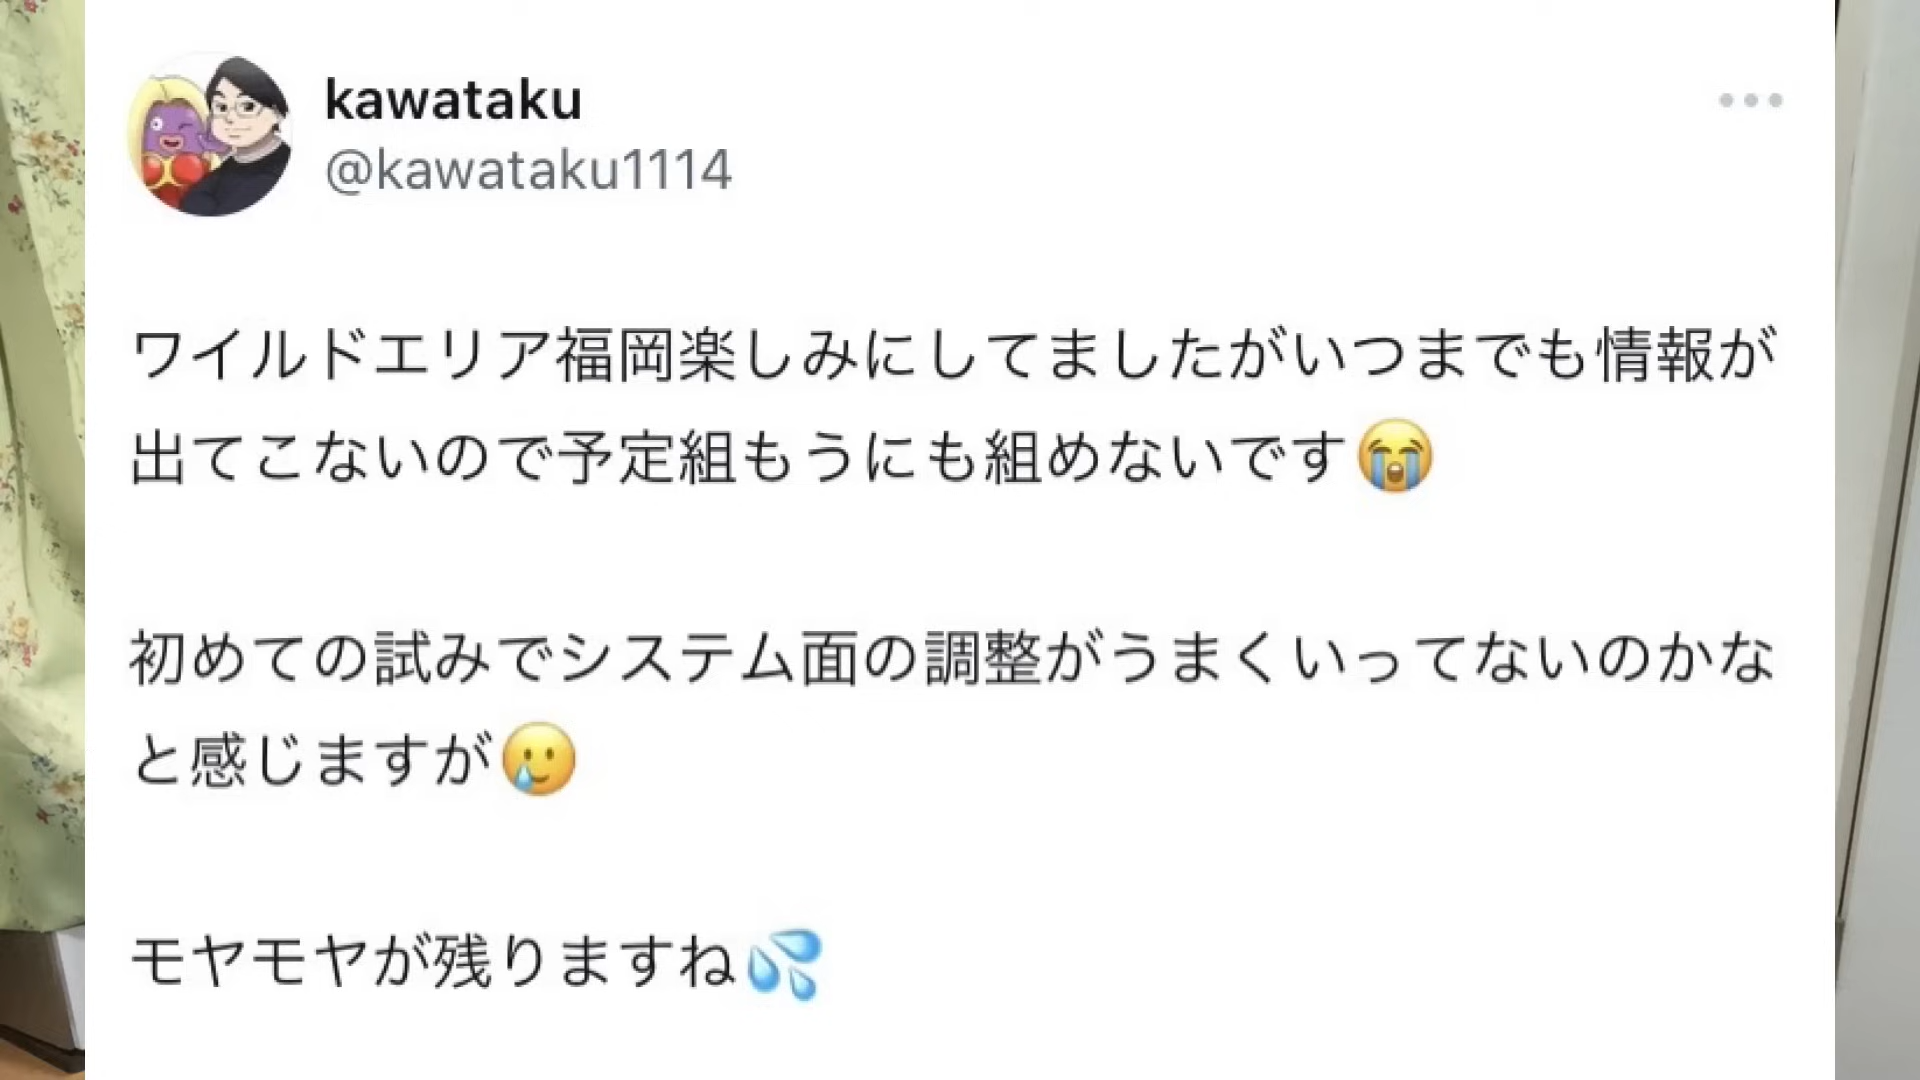 kawataku
@kawataku1114
ワイルドエリア福岡楽しみにしてましたがいつまでも情報が
出てこないので予定組もうにも組めないです😭
初めての試みでシステム面の調整がうまくいってないのかな
と感じますが🥲
モヤモヤが残りますね💦